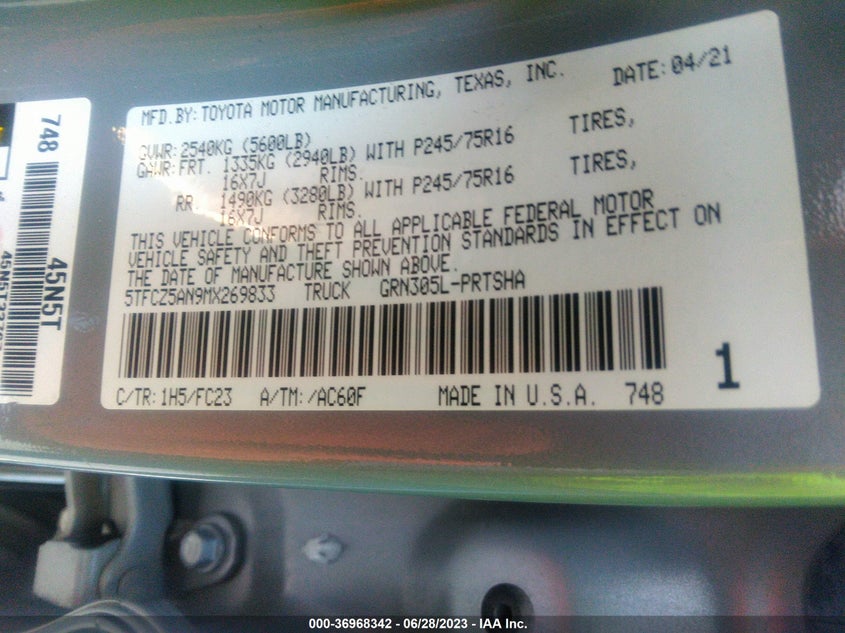 MFD.BY: TOYOTA MOTOR MANUFACTURING, TEXAS, INC. DATE: 04/21
GVWR: 2540KG (5600LB)
GAWR: FRT. 1335KG (2940LB) WITH P245/75R16 TIRES,
16X7J RIMS.
RR. 1490KG (3280LB) WITH P245/75R16 TIRES,
16X7J RIMS.
THIS VEHICLE CONFORMS TO ALL APPLICABLE FEDERAL MOTOR
VEHICLE SAFETY AND THEFT PREVENTION STANDARDS IN EFFECT ON
THE DATE OF MANUFACTURE SHOWN ABOVE.
5TFCZ5AN9MX269833 TRUCK GRN305L-PRTSHA
C/TR: 1H5/FC23 A/TM: /AC60F MADE IN U.S.A. 748
1
748
45N5T
000-36968342 / 06/28/2023 - IAA Inc.